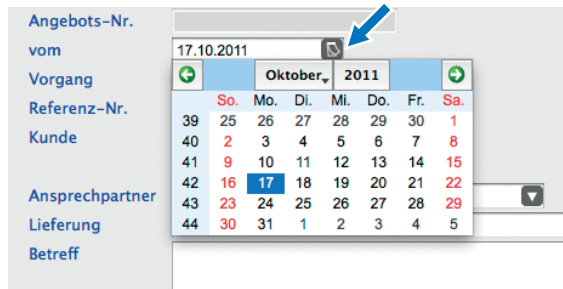 Angebots-Nr.
vom 17.10.2011
Vorgang
Referenz-Nr.
Kunde
Ansprechpartner
Lieferung
Betreff
Oktober 2011
So. Mo. Di. Mi. Do. Fr. Sa.
39 25 26 27 28 29 30 1
40 2 3 4 5 6 7 8
41 9 10 11 12 13 14 15
42 16 17 18 19 20 21 22
43 23 24 25 26 27 28 29
44 30 31 1 2 3 4 5